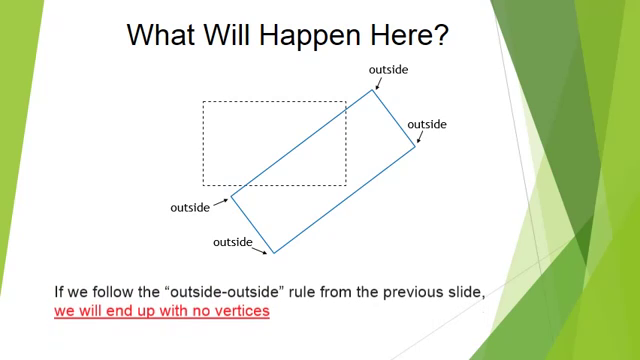 What Will Happen Here?
outside
outside
outside
outside
If we follow the “outside-outside” rule from the previous slide,
we will end up with no vertices